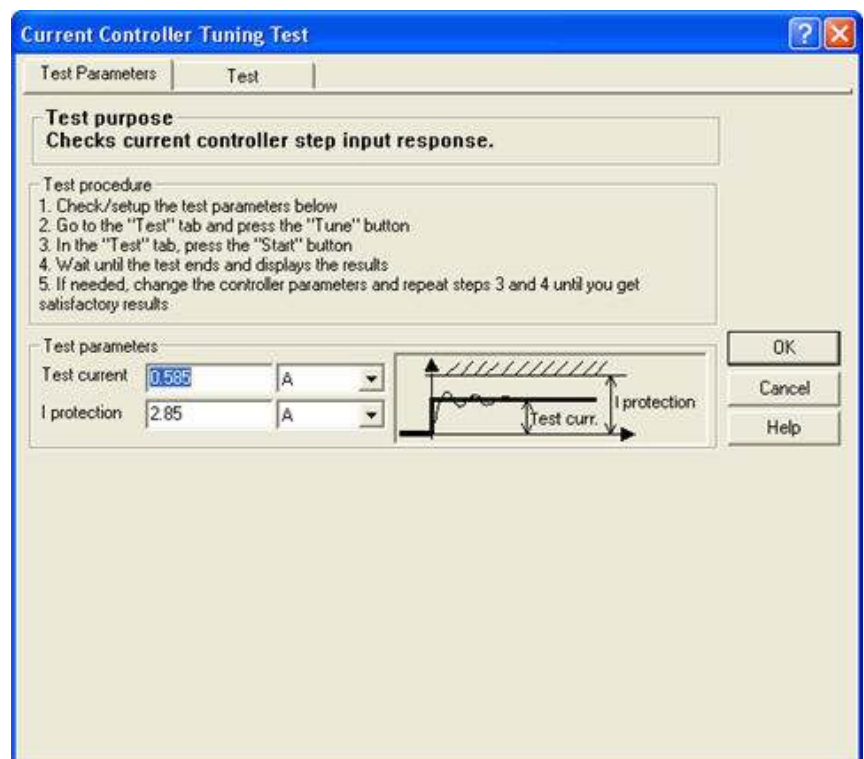 Current Controller Tuning Test
Test Parameters
Test
Test purpose
Checks current controller step input response.
Test procedure
1. Check/setup the test parameters below
2. Go to the "Test" tab and press the "Tune" button
3. In the "Test" tab, press the "Start" button
4. Wait until the test ends and displays the results
5. If needed, change the controller parameters and repeat steps 3 and 4 until you get
satisfactory results
Test parameters
Test current 0.585 A
I protection 2.85 A
I protection
Test curr.
OK
Cancel
Help